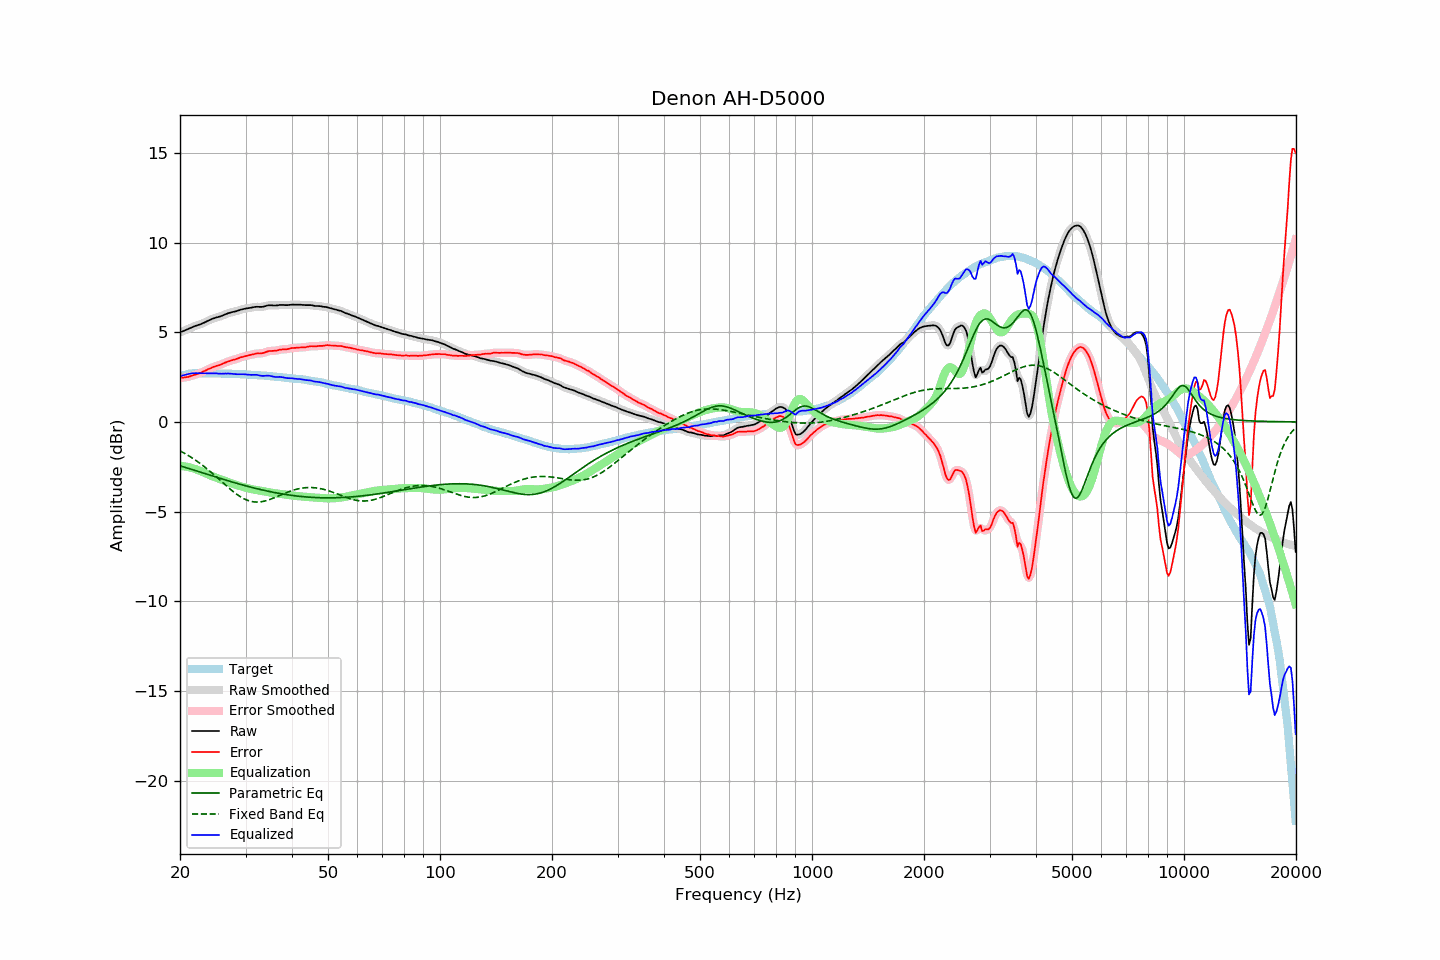 Denon AH-D5000
Amplitude (dBr)
15
10
5
0
−5
−10
−15
−20
Target
Raw Smoothed
Error Smoothed
Raw
Error
Equalization
Parametric Eq
Fixed Band Eq
Equalized
20
50
100
200
500
1000
2000
5000
10000
20000
Frequency (Hz)